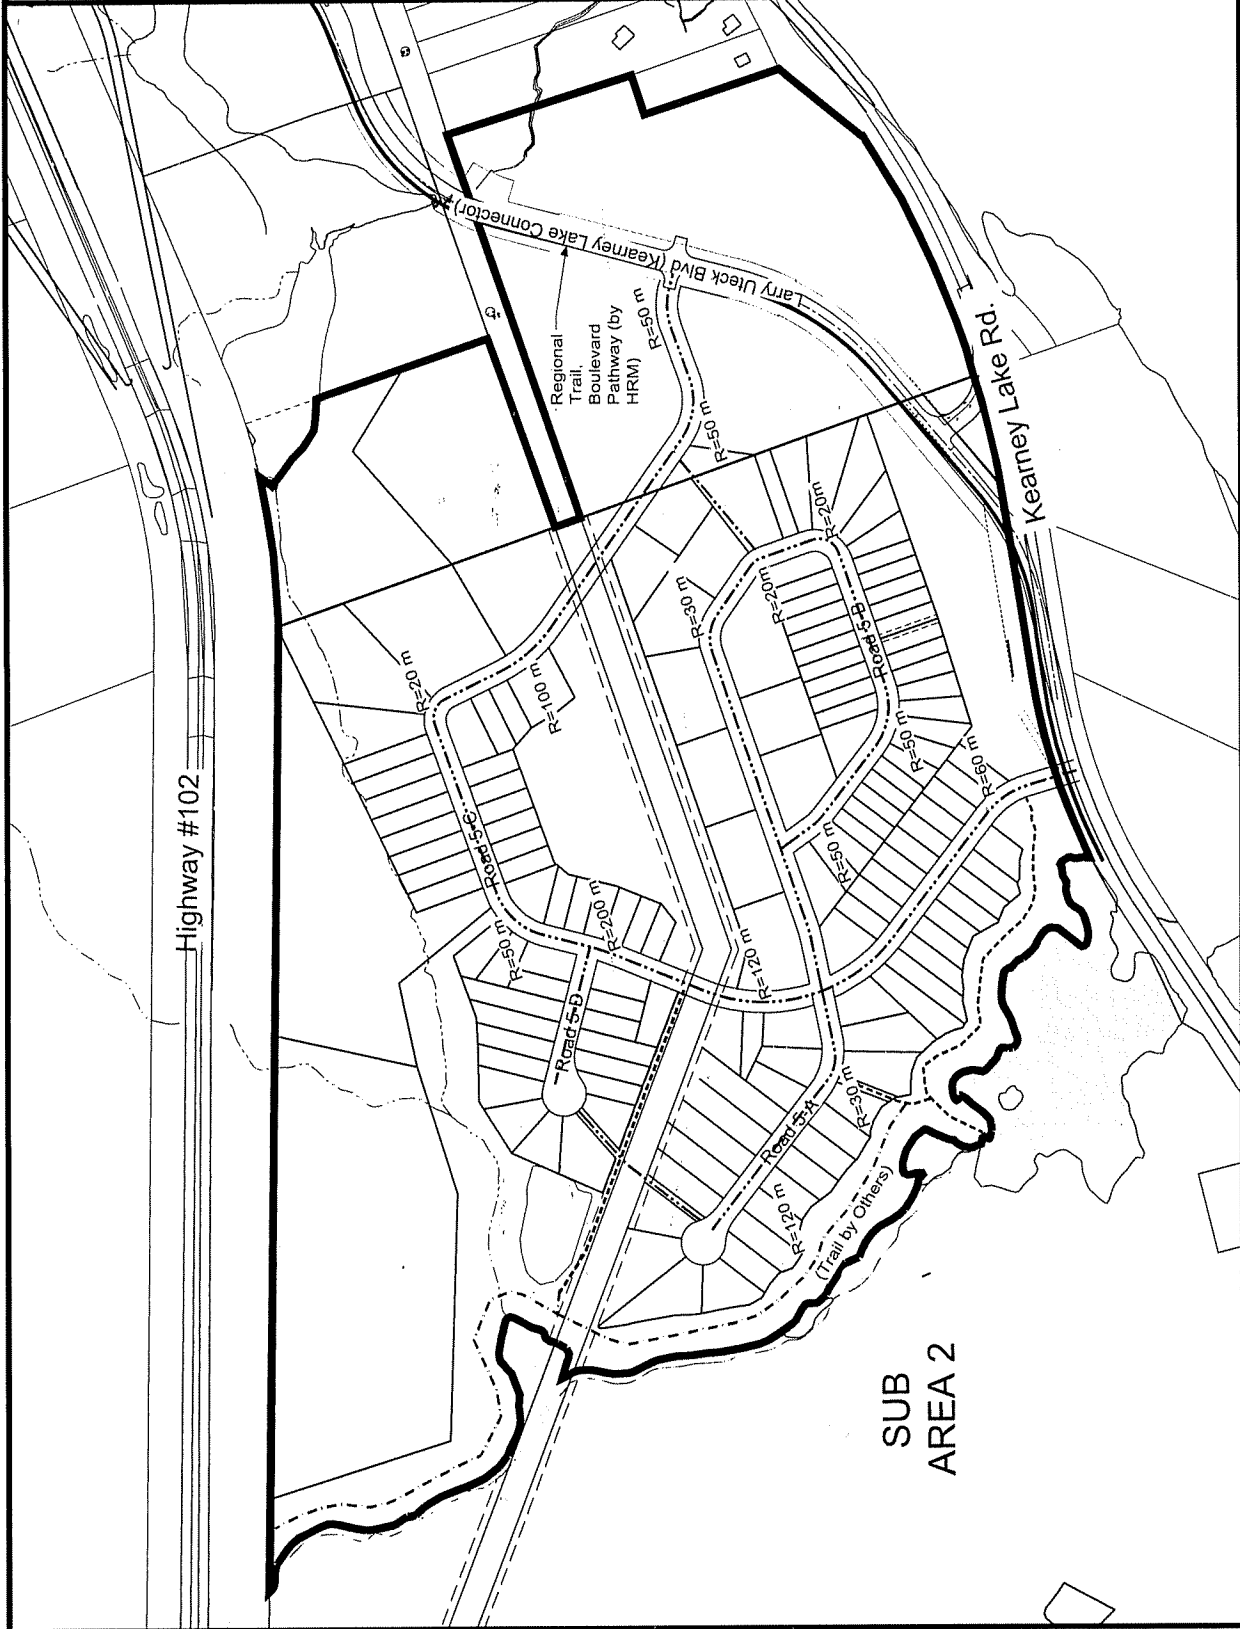 Highway #102
Larry Uteck Blvd (Kearney Lake Connector)
Regional
Trail,
Boulevard
Pathway (by
HRM)
R=50 m
R=50 m
Kearney Lake Rd.
R=20 m
R=100 m
R=30 m
R=20m
R=20m
Road 5-B
Road 5-C
R=50 m
R=60 m
R=50 m
R=200 m
R=50 m
R=120 m
Road 5-D
Road 5-A
R=30 m
R=120 m
(Trail by Others)
SUB
AREA 2